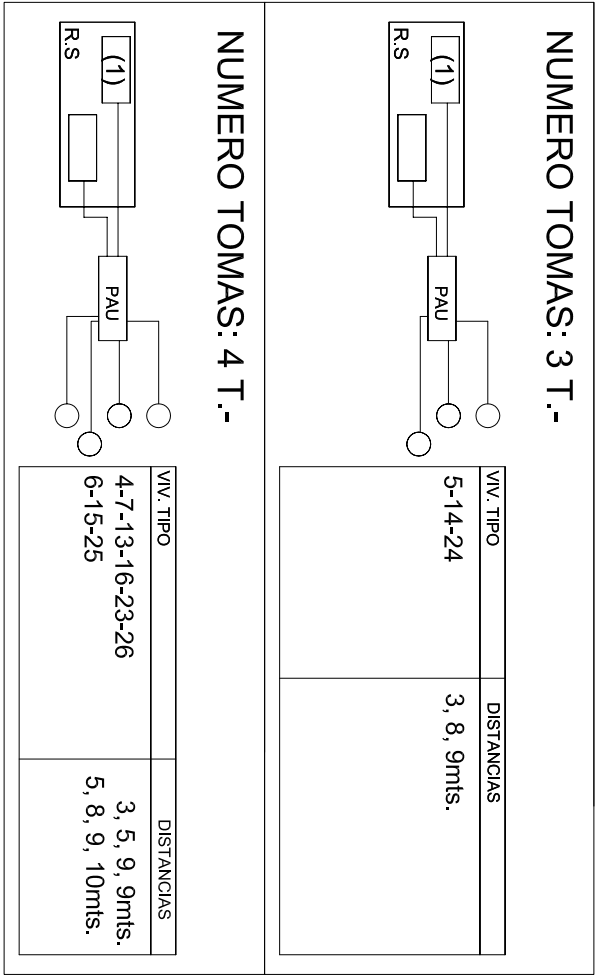 NUMERO TOMAS: 3 T.-
(1)
R.S
PAU
VIV. TIPO
DISTANCIAS
5-14-24
3, 8, 9mts.
NUMERO TOMAS: 4 T.-
(1)
R.S
PAU
VIV. TIPO
DISTANCIAS
4-7-13-16-23-26
3, 5, 9, 9mts.
6-15-25
5, 8, 9, 10mts.